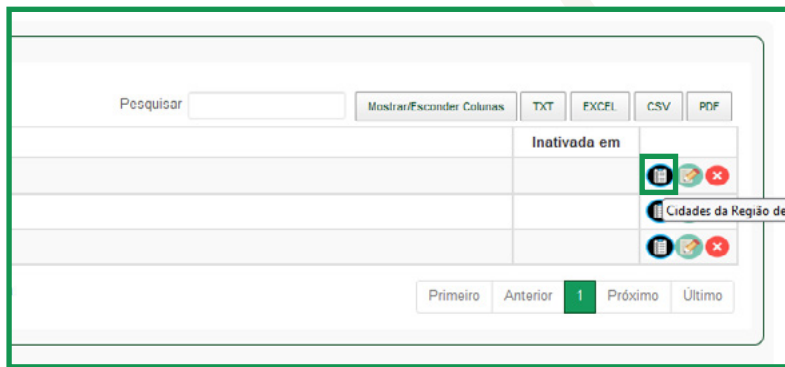 Pesquisar Mostrar/Esconder Colunas TXT EXCEL CSV PDF
Inativada em
Cidades da Região de
Primeiro Anterior 1 Próximo Último